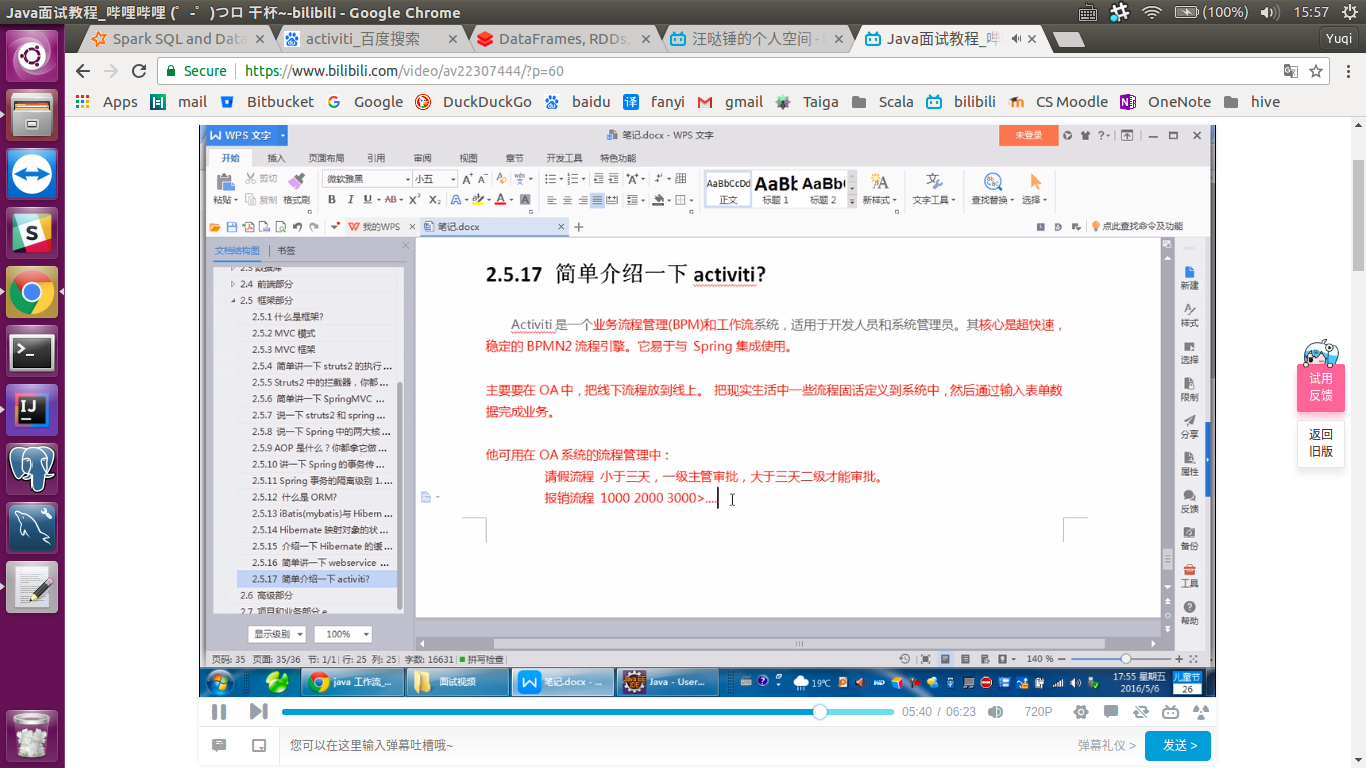 Java面试教程_哔哩哔哩 (゜-゜)つロ 干杯~-bilibili - Google Chrome
(100%)
15:57
Spark SQL and Data
activiti_百度搜索
DataFrames, RDDs,
汪哒锤的个人空间 -
Java面试教程_哔
Yuqi
Secure
https://www.bilibili.com/video/av22307444/?p=60
Apps
mail
Bitbucket
Google
DuckDuckGo
baidu
fanyi
gmail
Taiga
Scala
bilibili
CS Moodle
OneNote
hive
WPS 文字
笔记.docx - WPS 文字
未登录
开始
插入
页面布局
引用
审阅
视图
章节
开发工具
特色功能
粘贴
剪切
复制
格式刷
微软雅黑
小五
AaBbCcDd
正文
AaBb
标题 1
AaBb(
标题 2
新样式
文字工具
查找替换
选择
我的WPS
笔记.docx
点此查找命令及功能
文档结构图
书签
2.3 数据库
2.4 前端部分
2.5 框架部分
2.5.1 什么是框架?
2.5.2 MVC 模式
2.5.3 MVC 框架
2.5.4 简单讲一下 struts2 的执行 ...
2.5.5 Struts2 中的拦截器，你都...
2.5.6 简单讲一下 SpringMVC ...
2.5.7 说一下 struts2 和 spring ...
2.5.8 说一下 Spring 中的两大核 ...
2.5.9 AOP 是什么？你都拿它做 ...
2.5.10 讲一下 Spring 的事务传 ...
2.5.11 Spring 事务的隔离级别 1. ...
2.5.12 什么是 ORM?
2.5.13 iBatis(mybatis)与 Hibern ...
2.5.14 Hibernate 映射对象的状 ...
2.5.15 介绍一下 Hibernate 的缓 ...
2.5.16 简单讲一下 webservice ...
2.5.17 简单介绍一下 activiti?
2.6 高级部分
2.7 项目和业务部分 e
显示级别
100%
2.5.17 简单介绍一下 activiti?
Activiti 是一个业务流程管理(BPM)和工作流系统，适用于开发人员和系统管理员。其核心是超快速，
稳定的 BPMN2 流程引擎。它易于与 Spring 集成使用。
主要要在 OA 中，把线下流程放到线上。 把现实生活中一些流程固话定义到系统中，然后通过输入表单数
据完成业务。
他可用在 OA 系统的流程管理中：
请假流程 小于三天，一级主管审批，大于三天二级才能审批。
报销流程 1000 2000 3000>....
新建
样式
选择
限制
分享
属性
反馈
备份
工具
帮助
试用
反馈
返回
旧版
页码: 35 页面: 35/36 节: 1/1 行: 25 列: 25 字数: 16631 拼写检查
140 %
java 工作流_...
面试视频
笔记.docx - ...
Java - User...
19℃
17:55 星期五
2016/5/6
儿童节
26
05:40 / 06:23
720P
您可以在这里输入弹幕吐槽哦~
弹幕礼仪 >
发送 >